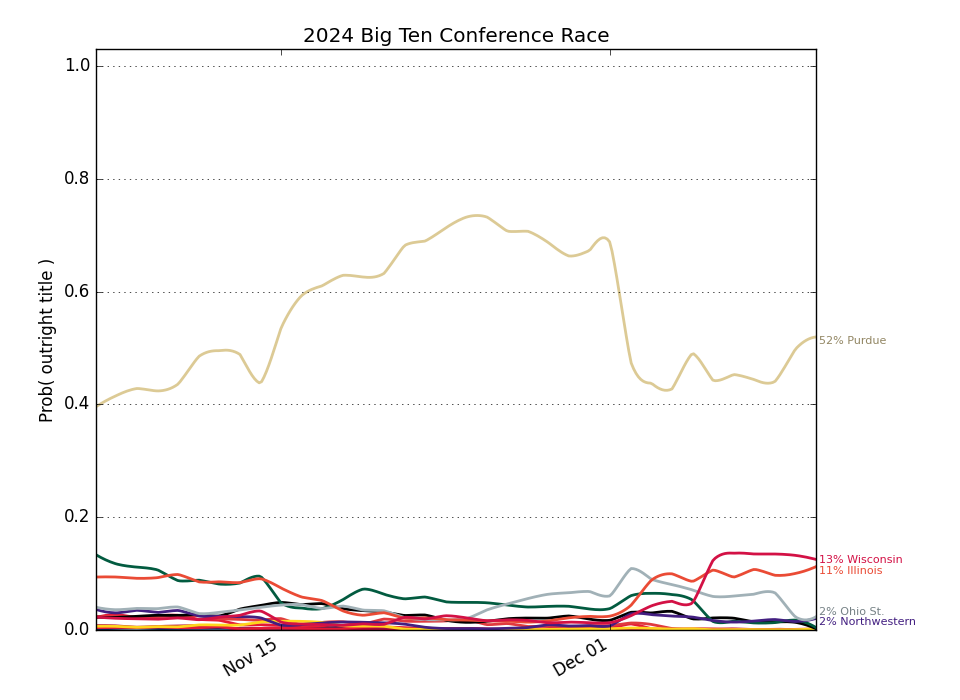 2024 Big Ten Conference Race
Prob( outright title )
1.0
0.8
0.6
0.4
0.2
0.0
52% Purdue
13% Wisconsin
11% Illinois
2% Ohio St.
2% Northwestern
Nov 15
Dec 01